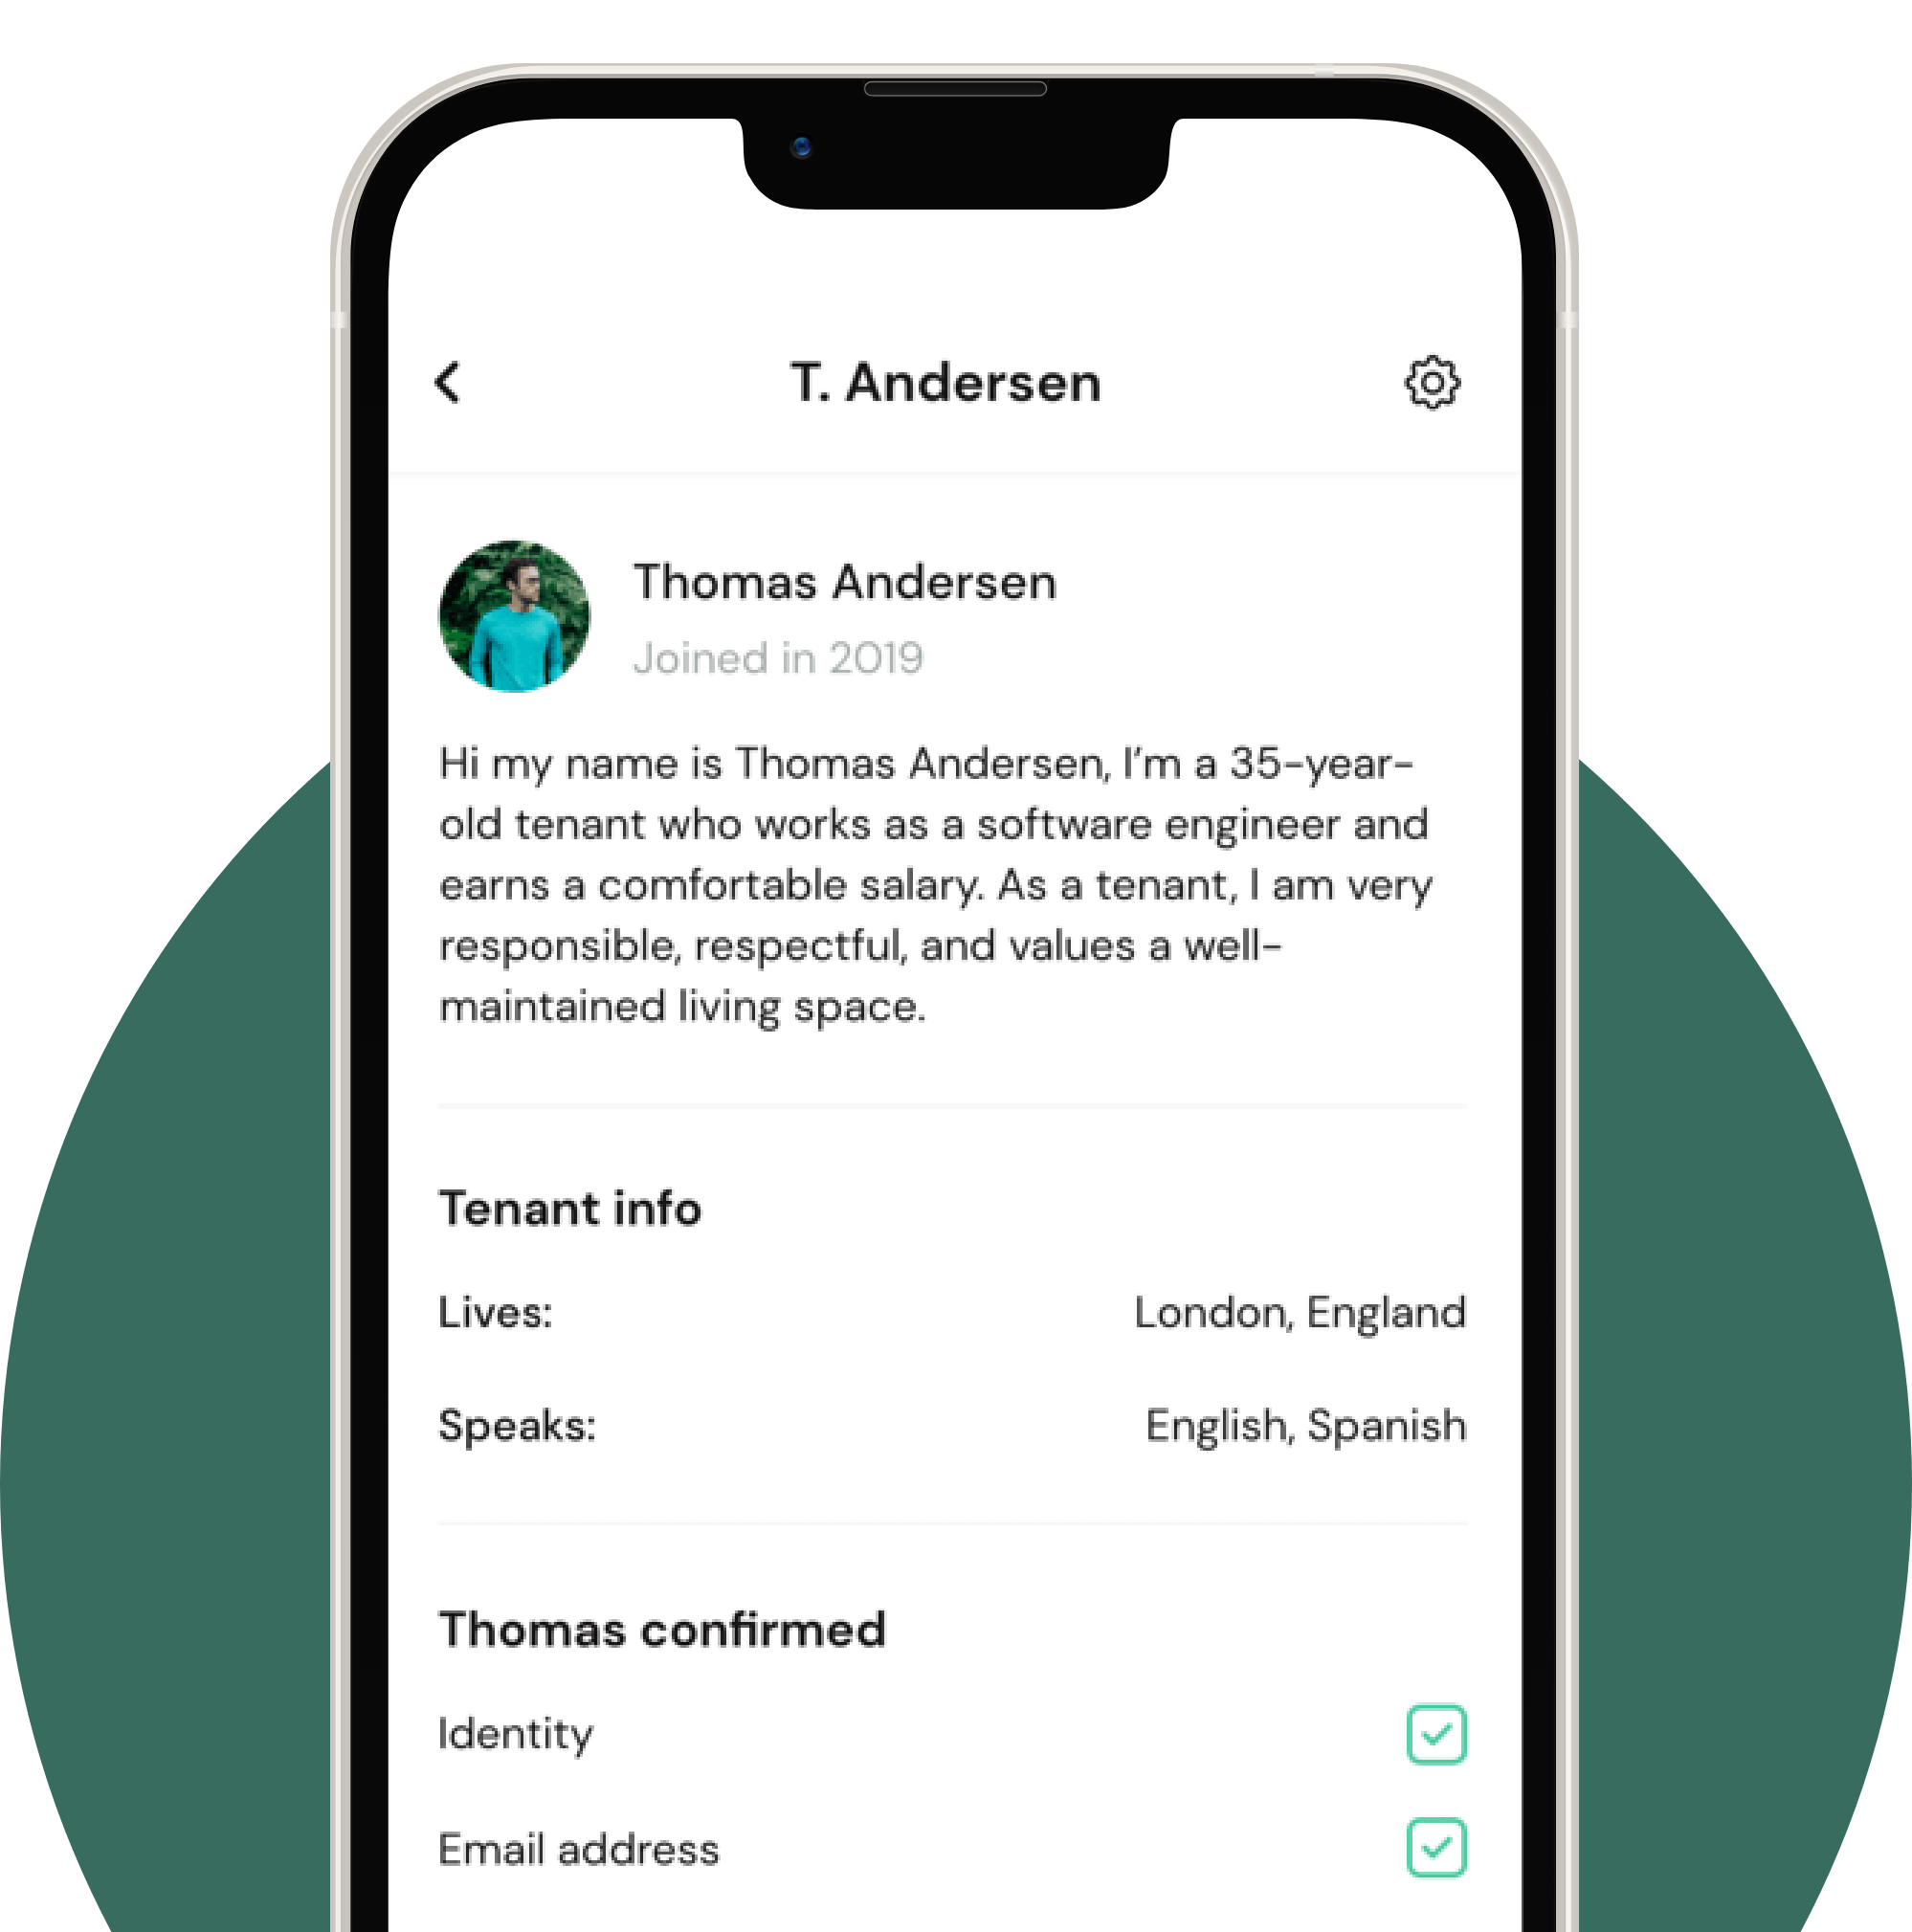 T. Andersen
Thomas Andersen
Joined in 2019
Hi my name is Thomas Andersen, I'm a 35-year-
old tenant who works as a software engineer and
earns a comfortable salary. As a tenant, I am very
responsible, respectful, and values a well-
maintained living space.
Tenant info
Lives: London, England
Speaks: English, Spanish
Thomas confirmed
Identity
Email address